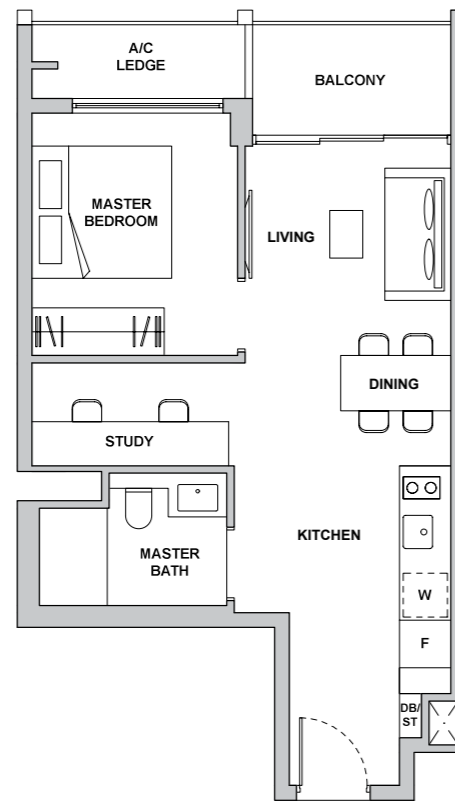 A/C
LEDGE
BALCONY
MASTER
BEDROOM
LIVING
DINING
STUDY
KITCHEN
MASTER
BATH
W
F
DB/
ST